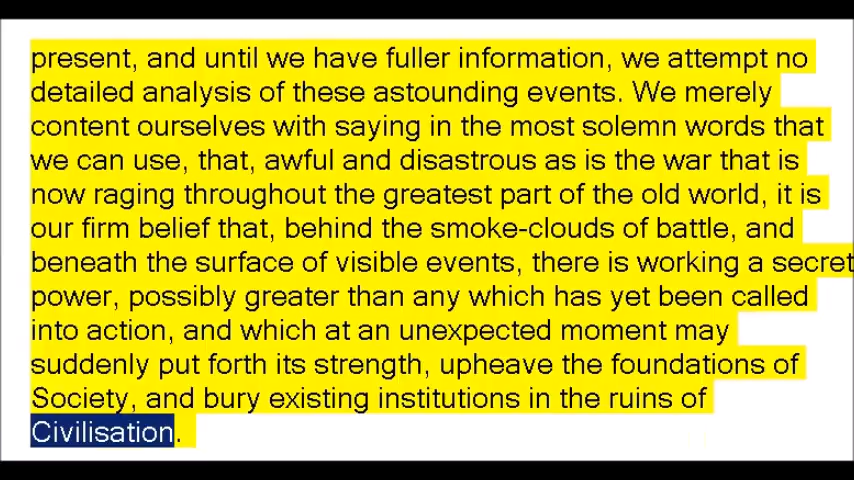 present, and until we have fuller information, we attempt no
detailed analysis of these astounding events. We merely
content ourselves with saying in the most solemn words that
we can use, that, awful and disastrous as is the war that is
now raging throughout the greatest part of the old world, it is
our firm belief that, behind the smoke-clouds of battle, and
beneath the surface of visible events, there is working a secret
power, possibly greater than any which has yet been called
into action, and which at an unexpected moment may
suddenly put forth its strength, upheave the foundations of
Society, and bury existing institutions in the ruins of
Civilisation.